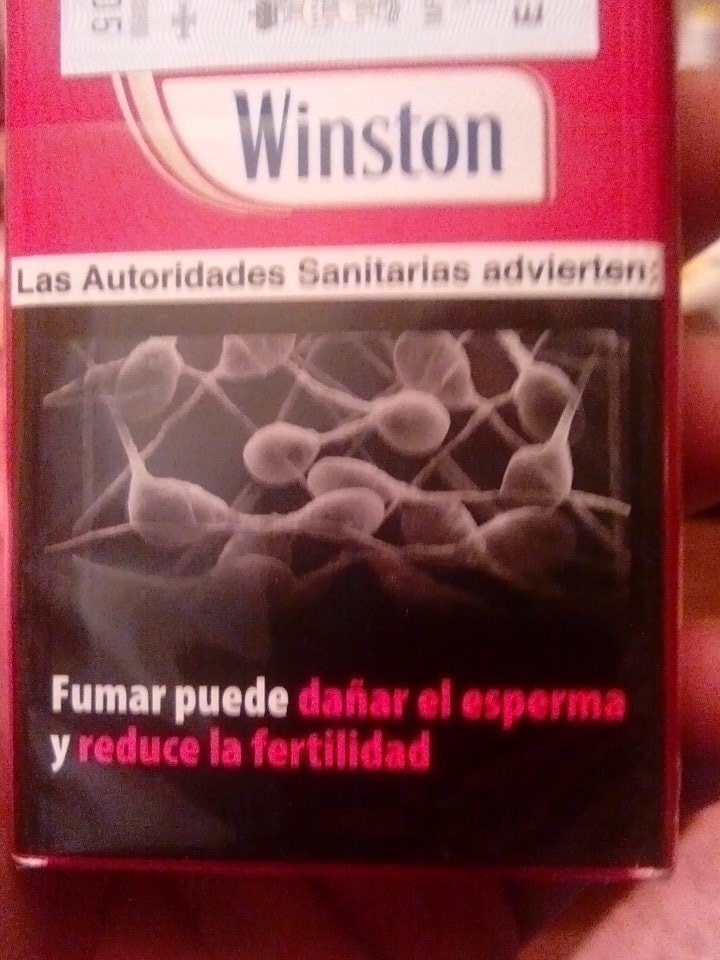 Winston
Las Autoridades Sanitarias advierten:
Fumar puede dañar el esperma
y reduce la fertilidad